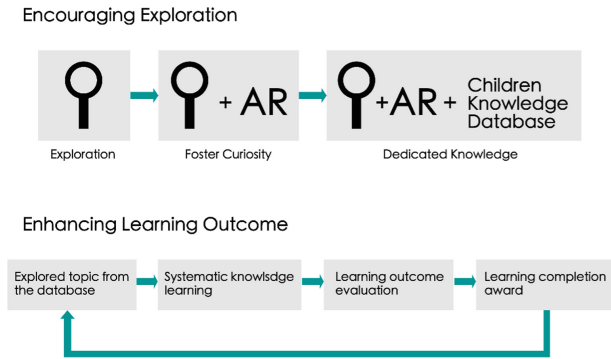 Encouraging Exploration
+ AR
+AR +
Children
Knowledge
Database
Exploration
Foster Curiosity
Dedicated Knowledge
Enhancing Learning Outcome
Explored topic from
the database
Systematic knowlsdge
learning
Learning outcome
evaluation
Learning completion
award